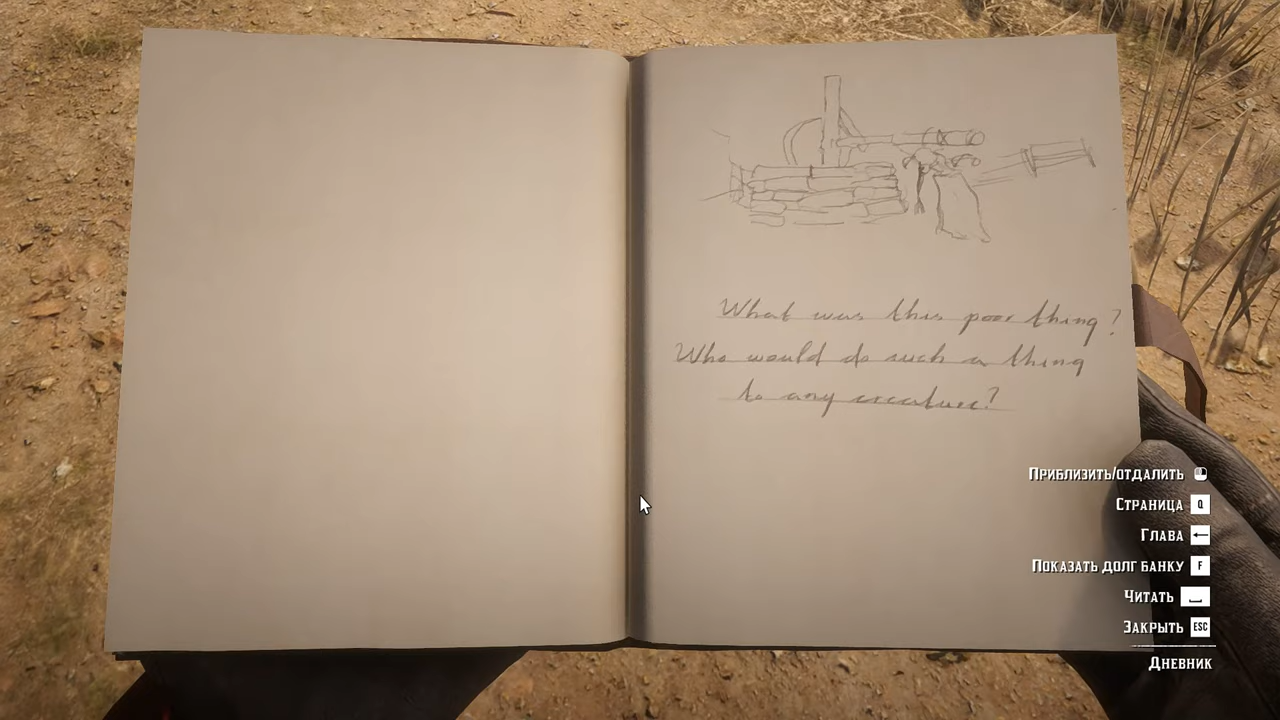 What was this poor thing?
Who would do such a thing
to any creature?
Приблизить/отдалить
Страница Q
Глава ←
Показать долг банку F
Читать
Закрыть ESC
Дневник